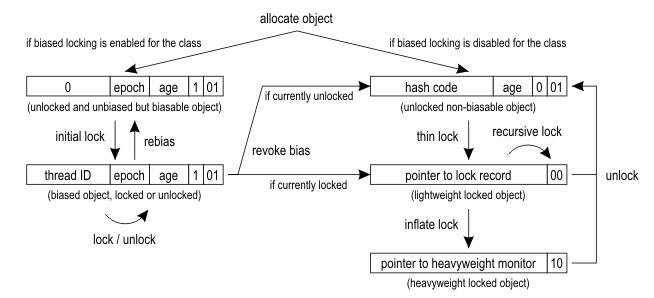 allocate object
if biased locking is enabled for the class
if biased locking is disabled for the class
0 epoch age 1 01
(unlocked and unbiased but biasable object)
hash code age 0 01
(unlocked non-biasable object)
if currently unlocked
initial lock
rebias
revoke bias
thin lock
recursive lock
thread ID epoch age 1 01
(biased object, locked or unlocked)
if currently locked
pointer to lock record 00
(lightweight locked object)
unlock
lock / unlock
inflate lock
pointer to heavyweight monitor 10
(heavyweight locked object)